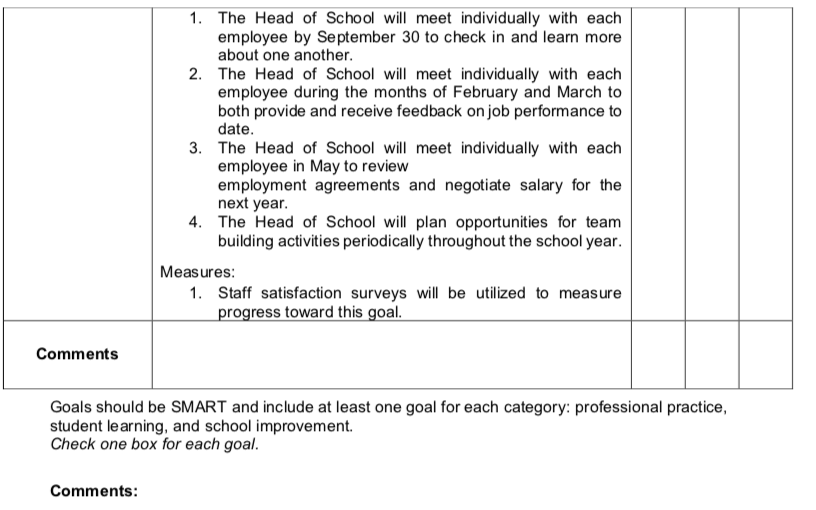 1. The Head of School will meet individually with each
employee by September 30 to check in and learn more
about one another.
2. The Head of School will meet individually with each
employee during the months of February and March to
both provide and receive feedback on job performance to
date.
3. The Head of School will meet individually with each
employee in May to review
employment agreements and negotiate salary for the
next year.
4. The Head of School will plan opportunities for team
building activities periodically throughout the school year.
Measures:
1. Staff satisfaction surveys will be utilized to measure
progress toward this goal.
Comments
Goals should be SMART and include at least one goal for each category: professional practice,
student learning, and school improvement.
Check one box for each goal.
Comments: